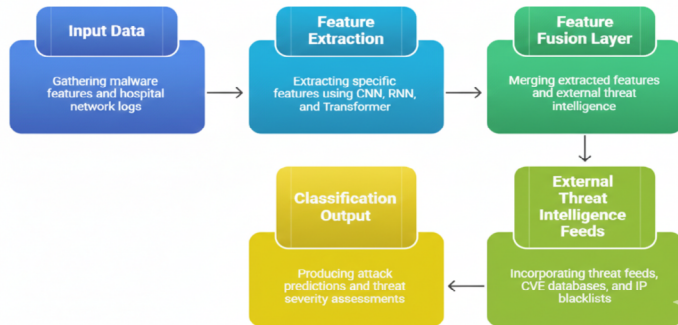 Input Data
Gathering malware
features and hospital
network logs
Feature
Extraction
Extracting specific
features using CNN, RNN,
and Transformer
Feature
Fusion Layer
Merging extracted features
and external threat
intelligence
External
Threat
Intelligence
Feeds
Incorporating threat feeds,
CVE databases, and IP
blacklists
Classification
Output
Producing attack
predictions and threat
severity assessments